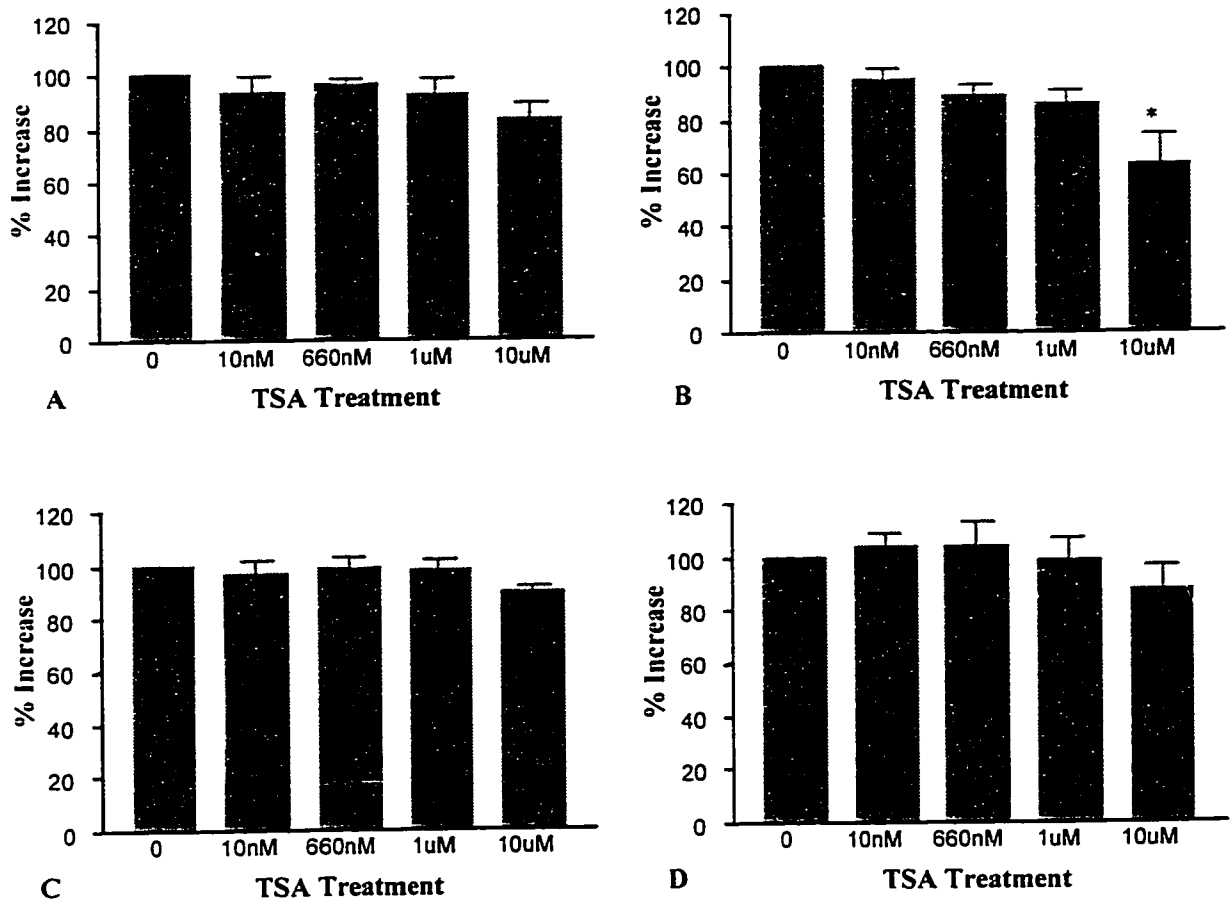 120
100
80
60
40
20
0
% Increase
0 10nM 660nM 1uM 10uM
A TSA Treatment
120
100
80
60
40
20
0
% Increase
*
0 10nM 660nM 1uM 10uM
B TSA Treatment
120
100
80
60
40
20
0
% Increase
0 10nM 660nM 1uM 10uM
C TSA Treatment
120
100
80
60
40
20
0
% Increase
0 10nM 660nM 1uM 10uM
D TSA Treatment